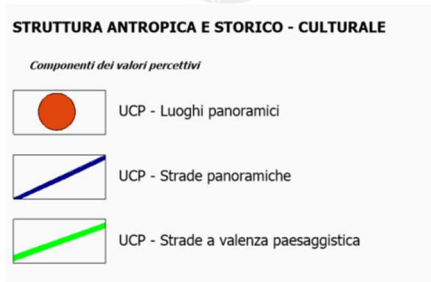 STRUTTURA ANTROPICA E STORICO - CULTURALE
Componenti dei valori percettivi
UCP - Luoghi panoramici
UCP - Strade panoramiche
UCP - Strade a valenza paesaggistica